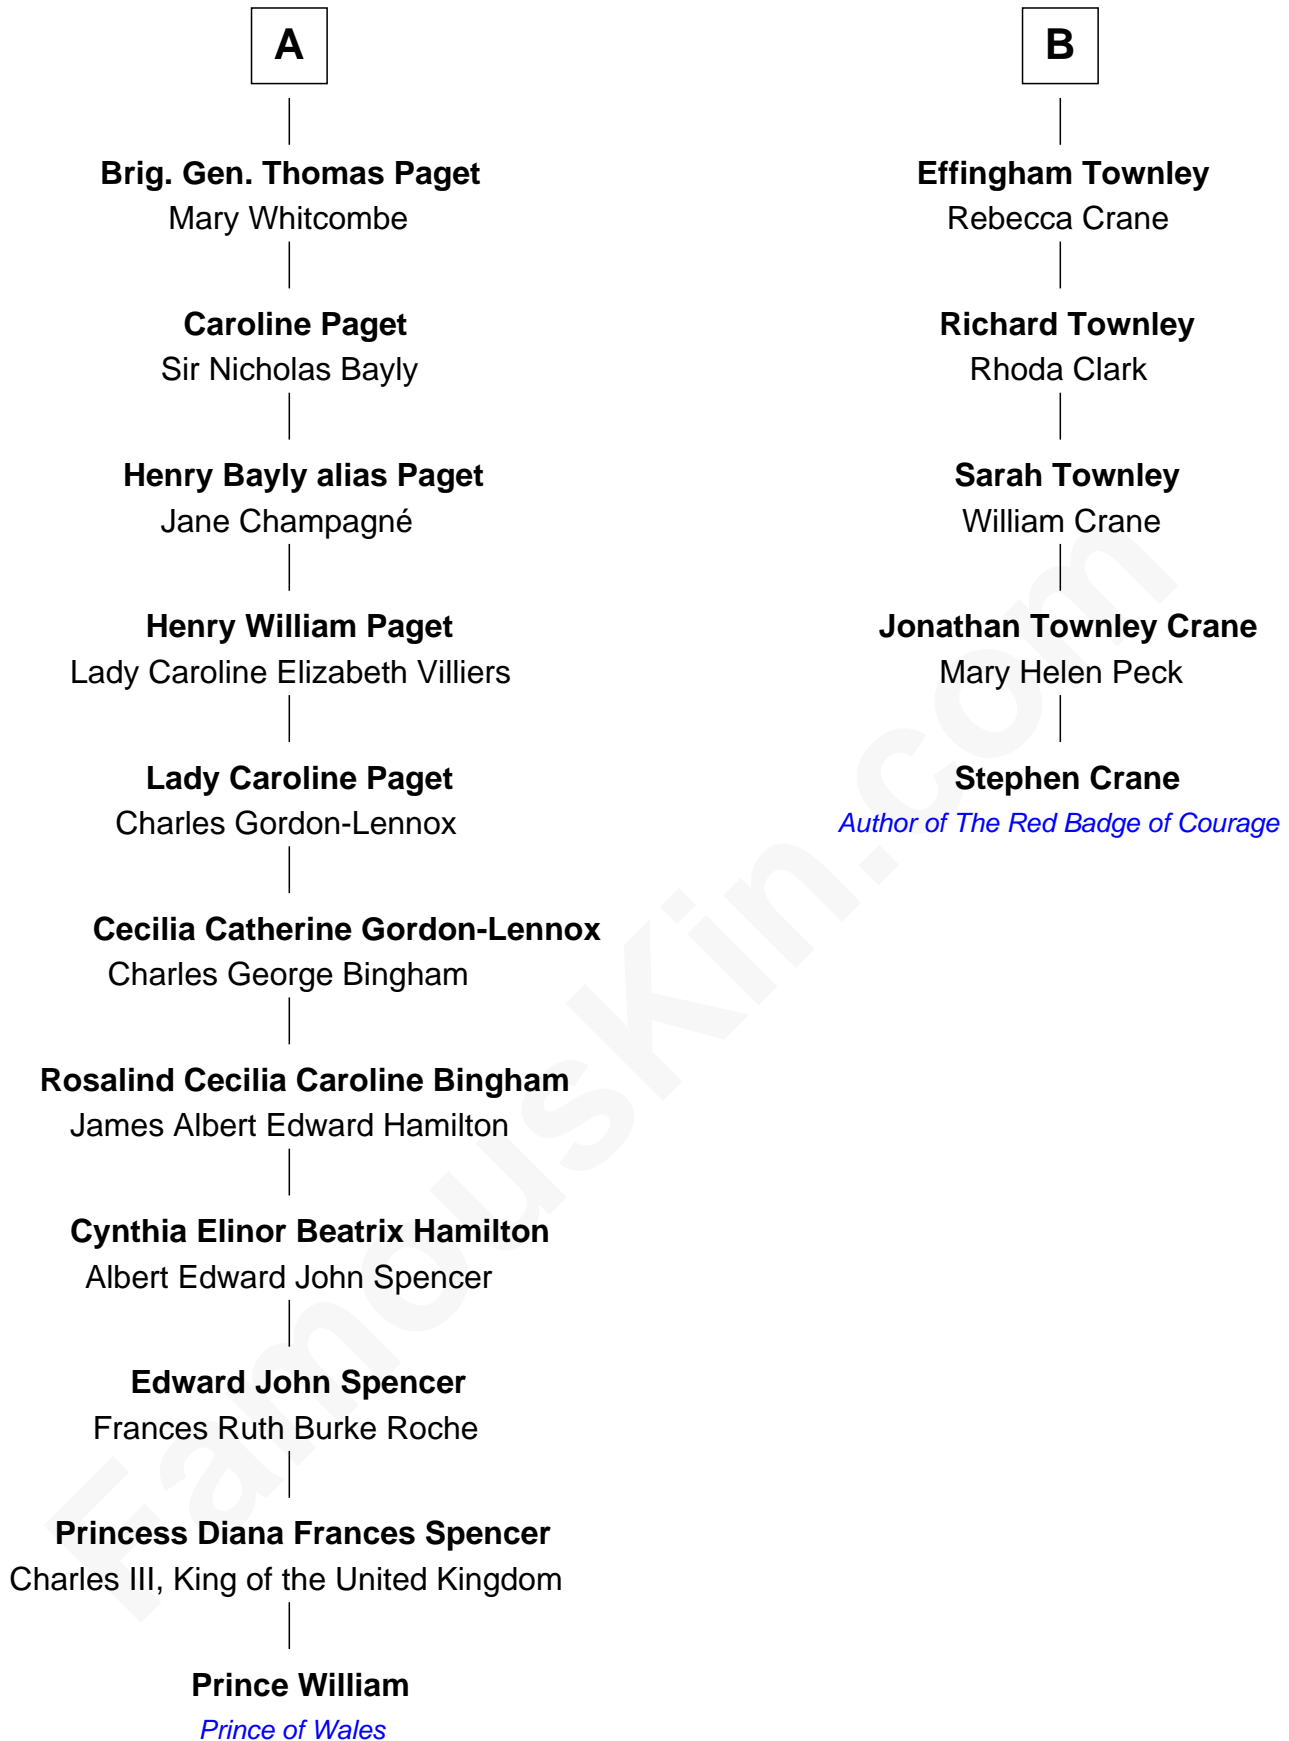 A
Brig. Gen. Thomas Paget
Mary Whitcombe
Caroline Paget
Sir Nicholas Bayly
Henry Bayly alias Paget
Jane Champagné
Henry William Paget
Lady Caroline Elizabeth Villiers
Lady Caroline Paget
Charles Gordon-Lennox
Cecilia Catherine Gordon-Lennox
Charles George Bingham
Rosalind Cecilia Caroline Bingham
James Albert Edward Hamilton
Cynthia Elinor Beatrix Hamilton
Albert Edward John Spencer
Edward John Spencer
Frances Ruth Burke Roche
Princess Diana Frances Spencer
Charles III, King of the United Kingdom
Prince William
Prince of Wales
B
Effingham Townley
Rebecca Crane
Richard Townley
Rhoda Clark
Sarah Townley
William Crane
Jonathan Townley Crane
Mary Helen Peck
Stephen Crane
Author of The Red Badge of Courage
FamousKin.com